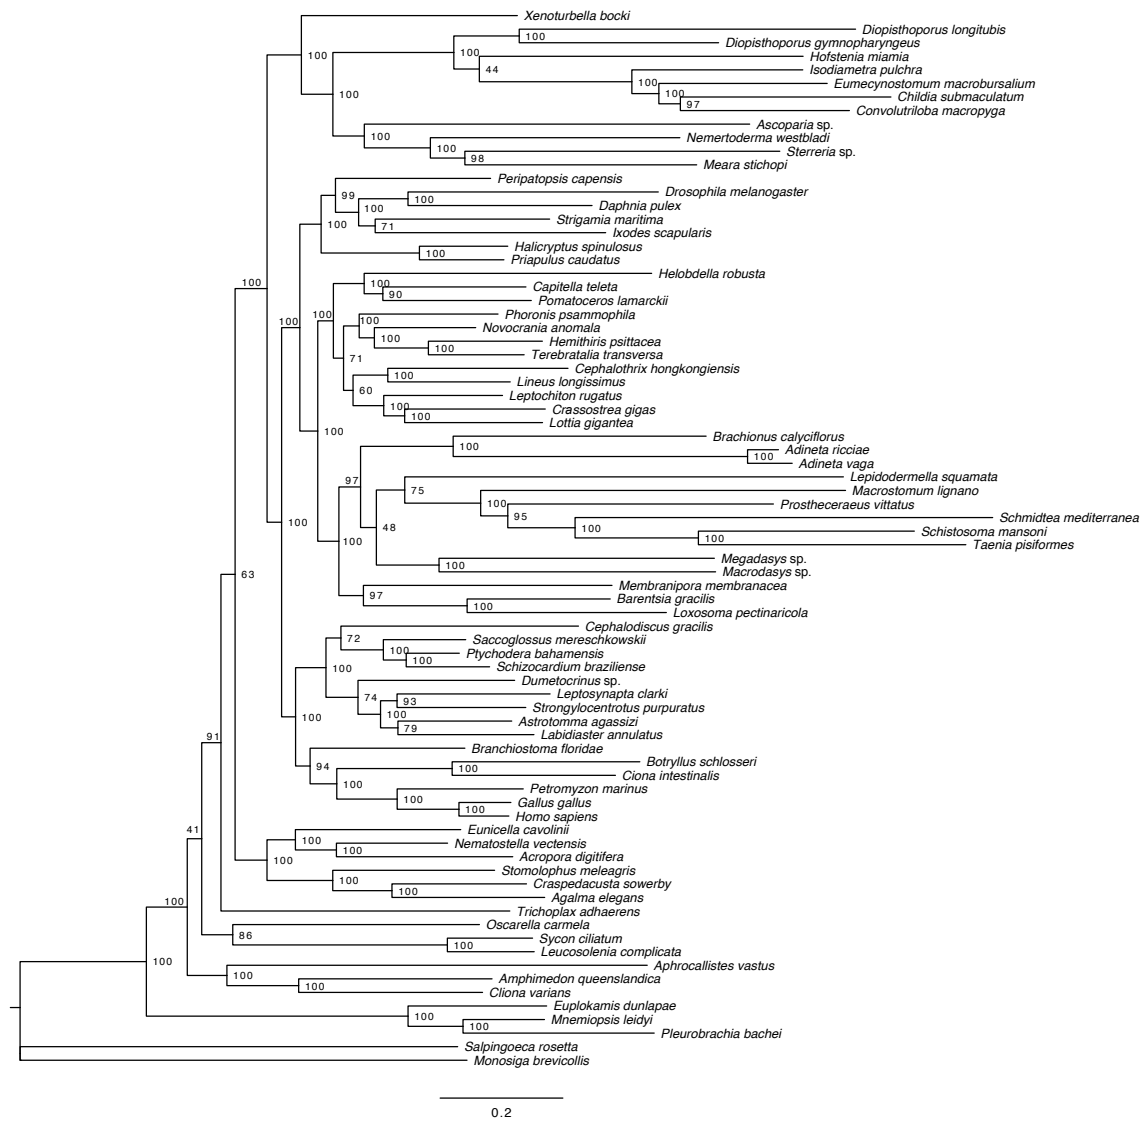 Xenoturbella bocki
Diopisthoporus longitubis
100
Diopisthoporus gymnopharyngeus
100
100
Hofstenia miamia
44
Isodiametra pulchra
100
Eumecynostomum macrobursalium
100
100
Childia submaculatum
97
Convolutriloba macropyga
Ascoparia sp.
100
Nemertoderma westbladi
100
Sterreria sp.
98
Meara stichopi
Peripatopsis capensis
99
Drosophila melanogaster
100
Daphnia pulex
100
Strigamia maritima
100
71
Ixodes scapularis
Halicryptus spinulosus
100
Priapulus caudatus
Helobdella robusta
100
100
Capitella teleta
90
Pomatoceros lamarckii
100
Phoronis psammophila
100
100
Novocrania anomala
100
Hemithiris psittacea
100
Terebratalia transversa
71
Cephalothrix hongkongiensis
100
Lineus longissimus
60
Leptochiton rugatus
100
Crassostrea gigas
100
Lottia gigantea
100
Brachionus calyciflorus
100
Adineta ricciae
100
Adineta vaga
97
Lepidodermella squamata
75
Macrostomum lignano
100
Prostheceraeus vittatus
95
Schmidtea mediterranea
48
100
Schistosoma mansoni
100
Taenia pisiformes
100
Megadasys sp.
100
Macrodasys sp.
Membranipora membranacea
97
Barentsia gracilis
100
Loxosoma pectinaricola
100
63
Cephalodiscus gracilis
72
Saccoglossus mereschkowskii
100
Ptychodera bahamensis
100
Schizocardium braziliense
100
Dumetocrinus sp.
74
Leptosynapta clarki
93
Strongylocentrotus purpuratus
100
100
Astrotomma agassizi
79
Labidiaster annulatus
91
Branchiostoma floridae
94
Botryllus schlosseri
100
Ciona intestinalis
100
Petromyzon marinus
100
Gallus gallus
100
Homo sapiens
41
Eunicella cavolinii
100
Nematostella vectensis
100
Acropora digitifera
100
Stomolophus meleagris
100
Craspedacusta sowerby
100
Agalma elegans
100
Trichoplax adhaerens
Oscarella carmela
86
Sycon ciliatum
100
Leucosolenia complicata
100
Aphrocallistes vastus
100
Amphimedon queenslandica
100
Cliona varians
Euplokamis dunlapae
100
Mnemiopsis leidyi
100
Pleurobrachia bachei
Salpingoeca rosetta
Monosiga brevicollis
0.2